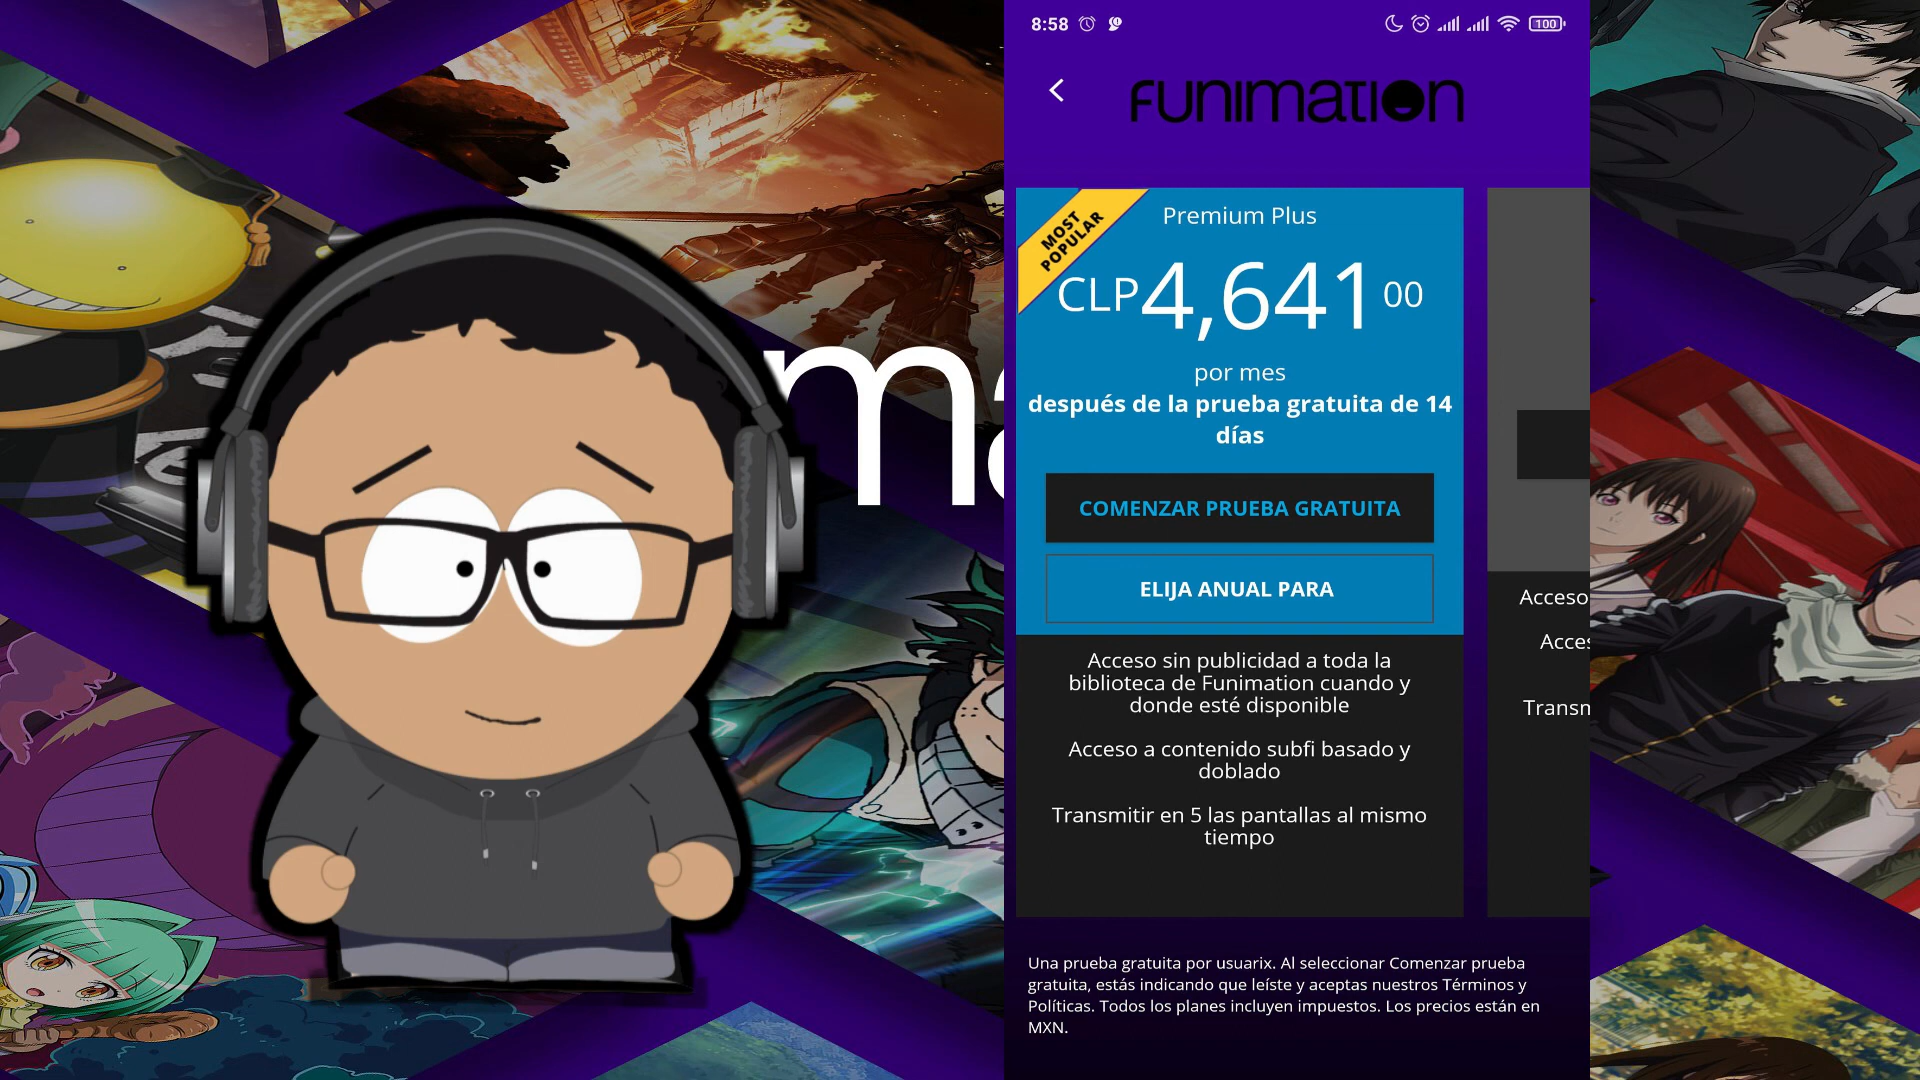 8:58
100
FUNIMATION
ma
MOST
POPULAR
Premium Plus
CLP4,641 00
por mes
después de la prueba gratuita de 14
días
COMENZAR PRUEBA GRATUITA
ELIJA ANUAL PARA
Acceso sin publicidad a toda la
biblioteca de Funimation cuando y
donde esté disponible
Acceso a contenido subfi basado y
doblado
Transmitir en 5 las pantallas al mismo
tiempo
Acceso
Acces
Transm
Una prueba gratuita por usuarix. Al seleccionar Comenzar prueba
gratuita, estás indicando que leíste y aceptas nuestros Términos y
Políticas. Todos los planes incluyen impuestos. Los precios están en
MXN.